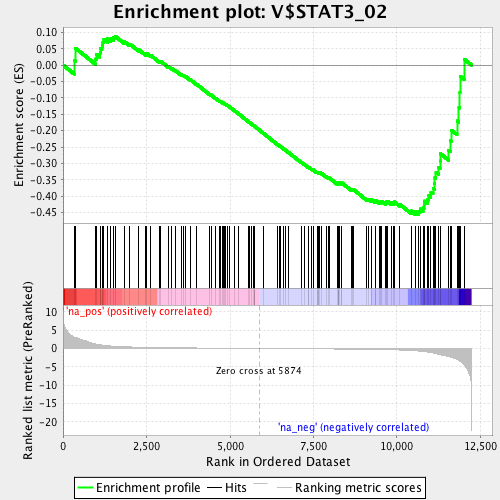 Enrichment plot: V$STAT3_02
Enrichment score (ES)
0.10
0.05
0.00
-0.05
-0.10
-0.15
-0.20
-0.25
-0.30
-0.35
-0.40
-0.45
'na_pos' (positively correlated)
Ranked list metric (PreRanked)
10
5
0
-5
-10
-15
-20
Zero cross at 5874
'na_neg' (negatively correlated)
0
2,500
5,000
7,500
10,000
12,500
Rank in Ordered Dataset
Enrichment profile
Hits
Ranking metric scores